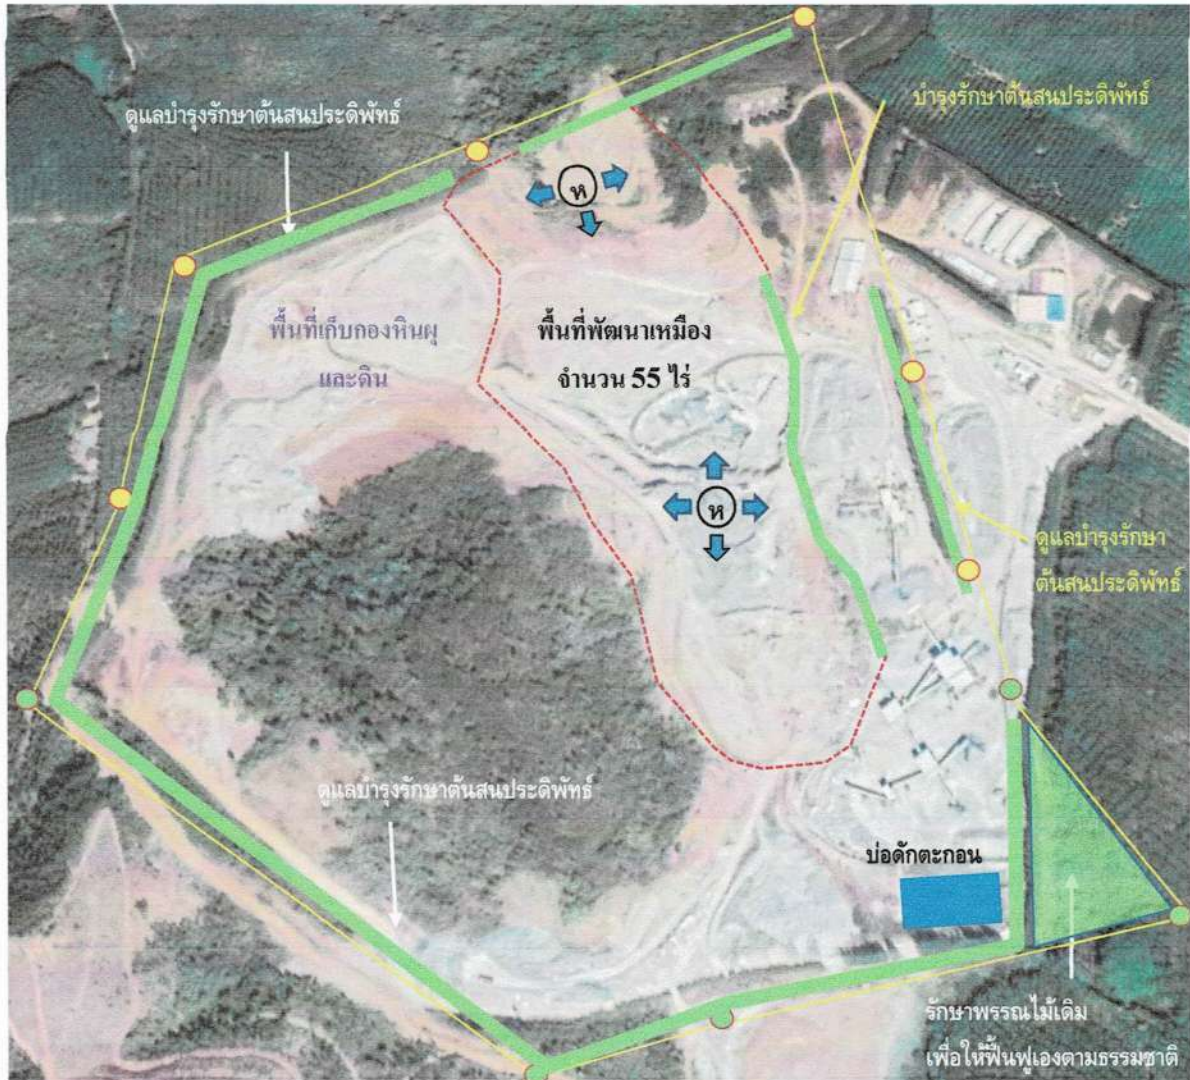 บำรุงรักษาต้นสนประดิพัทธ์
ดูแลบำรุงรักษาต้นสนประดิพัทธ์
ห
พื้นที่เก็บกองหินผุ
และดิน
พื้นที่พัฒนาเหมือง
จำนวน 55 ไร่
ห
ดูแลบำรุงรักษา
ต้นสนประดิพัทธ์
ดูแลบำรุงรักษาต้นสนประดิพัทธ์
บ่อดักตะกอน
รักษาพรรณไม้เดิม
เพื่อให้ฟื้นฟูเองตามธรรมชาติ